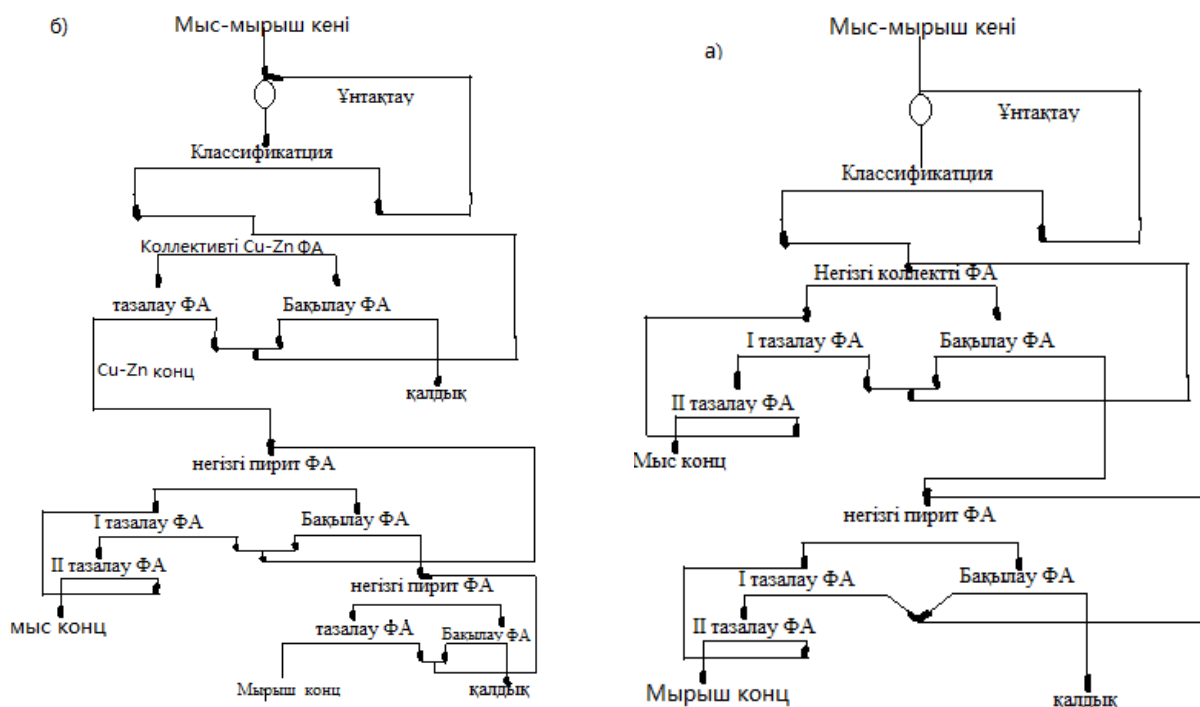 б)
Мыс-мырыш кені
Ұнтақтау
Классификатция
Коллективті Cu-Zn ФА
тазалау ФА
Бақылау ФА
Cu-Zn конц
қалдық
негізгі пирит ФА
I тазалау ФА
Бақылау ФА
II тазалау ФА
мыс конц
негізгі пирит ФА
тазалау ФА
Бақылау ФА
Мырыш конц
қалдық
а)
Мыс-мырыш кені
Ұнтақтау
Классификатция
Негізгі коллектті ФА
I тазалау ФА
Бақылау ФА
II тазалау ФА
Мыс конц
негізгі пирит ФА
I тазалау ФА
Бақылау ФА
II тазалау ФА
Мырыш конц
қалдық